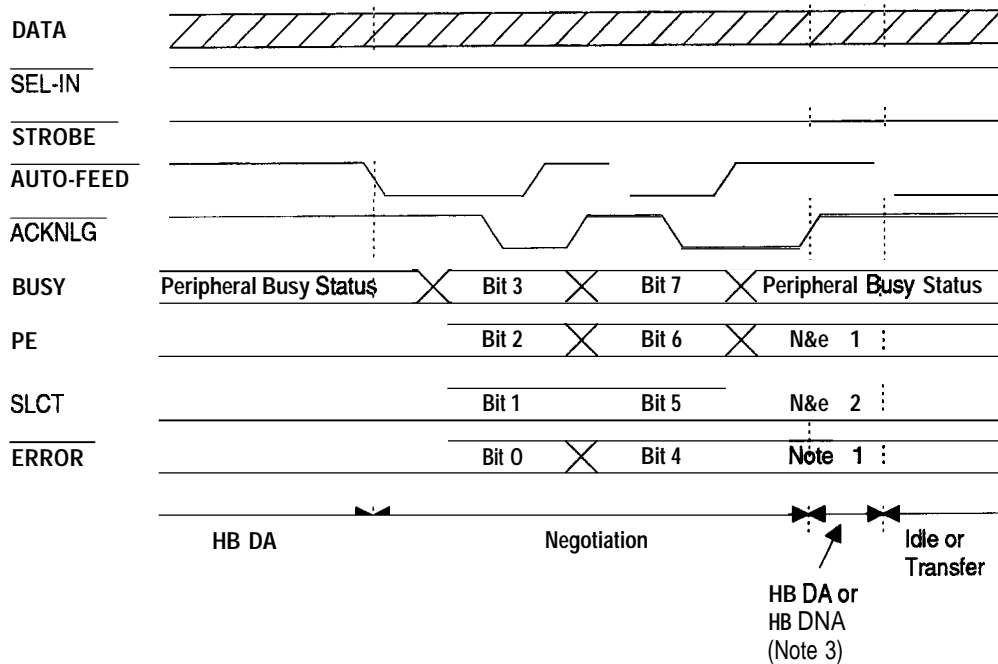 DATA
SEL-IN
STROBE
AUTO-FEED
ACKNLG
BUSY Peripheral Busy Status Bit 3 Bit 7 Peripheral Busy Status
PE Bit 2 Bit 6 N&e 1
SLCT Bit 1 Bit 5 N&e 2
ERROR Bit 0 Bit 4 Note 1
HB DA Negotiation Idle or
Transfer
HB DA or
HB DNA
(Note 3)